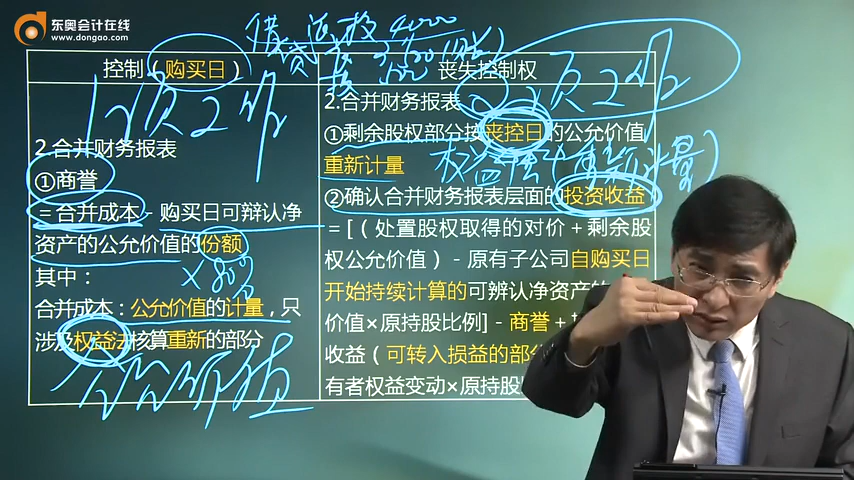 东奥会计在线
www.dongao.com
控制（购买日）
丧失控制权
2.合并财务报表
①商誉
＝合并成本－购买日可辩认净
资产的公允价值的份额
×80%
其中：
合并成本：公允价值的计量，只
涉及权益法核算重新的部分
公允价值
2.合并财务报表
①剩余股权部分按丧控日的公允价值
重新计量
②确认合并财务报表层面的投资收益
＝[（处置股权取得的对价＋剩余股
权公允价值）－原有子公司自购买日
开始持续计算的可辨认净资产的
价值×原持股比例]－商誉＋
收益（可转入损益的部分
有者权益变动×原持股
4000